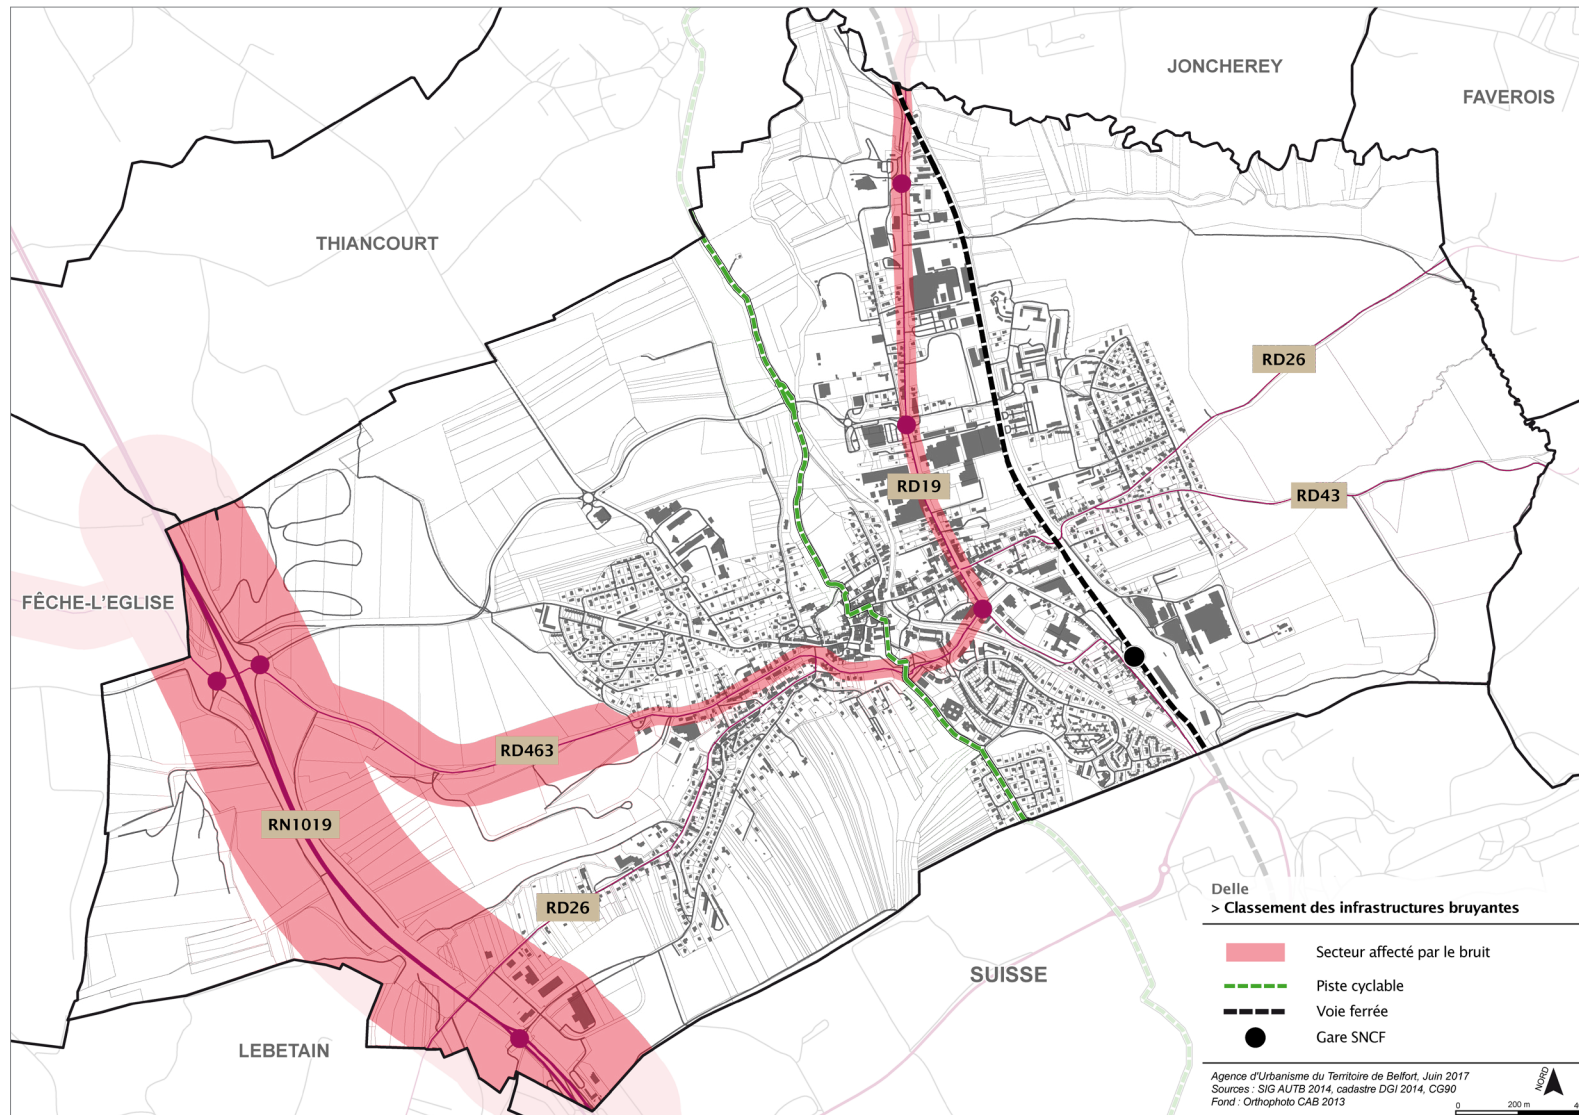 JONCHEREY
FAVEROIS
THIANCOURT
RD26
RD19
RD43
FÊCHE-L'EGLISE
RD463
RN1019
RD26
SUISSE
LEBETAIN
Delle
> Classement des infrastructures bruyantes
Secteur affecté par le bruit
Piste cyclable
Voie ferrée
Gare SNCF
Agence d'Urbanisme du Territoire de Belfort, Juin 2017
Sources : SIG AUTB 2014, cadastre DGI 2014, CG90
Fond : Orthophoto CAB 2013
NORD
0 200 m